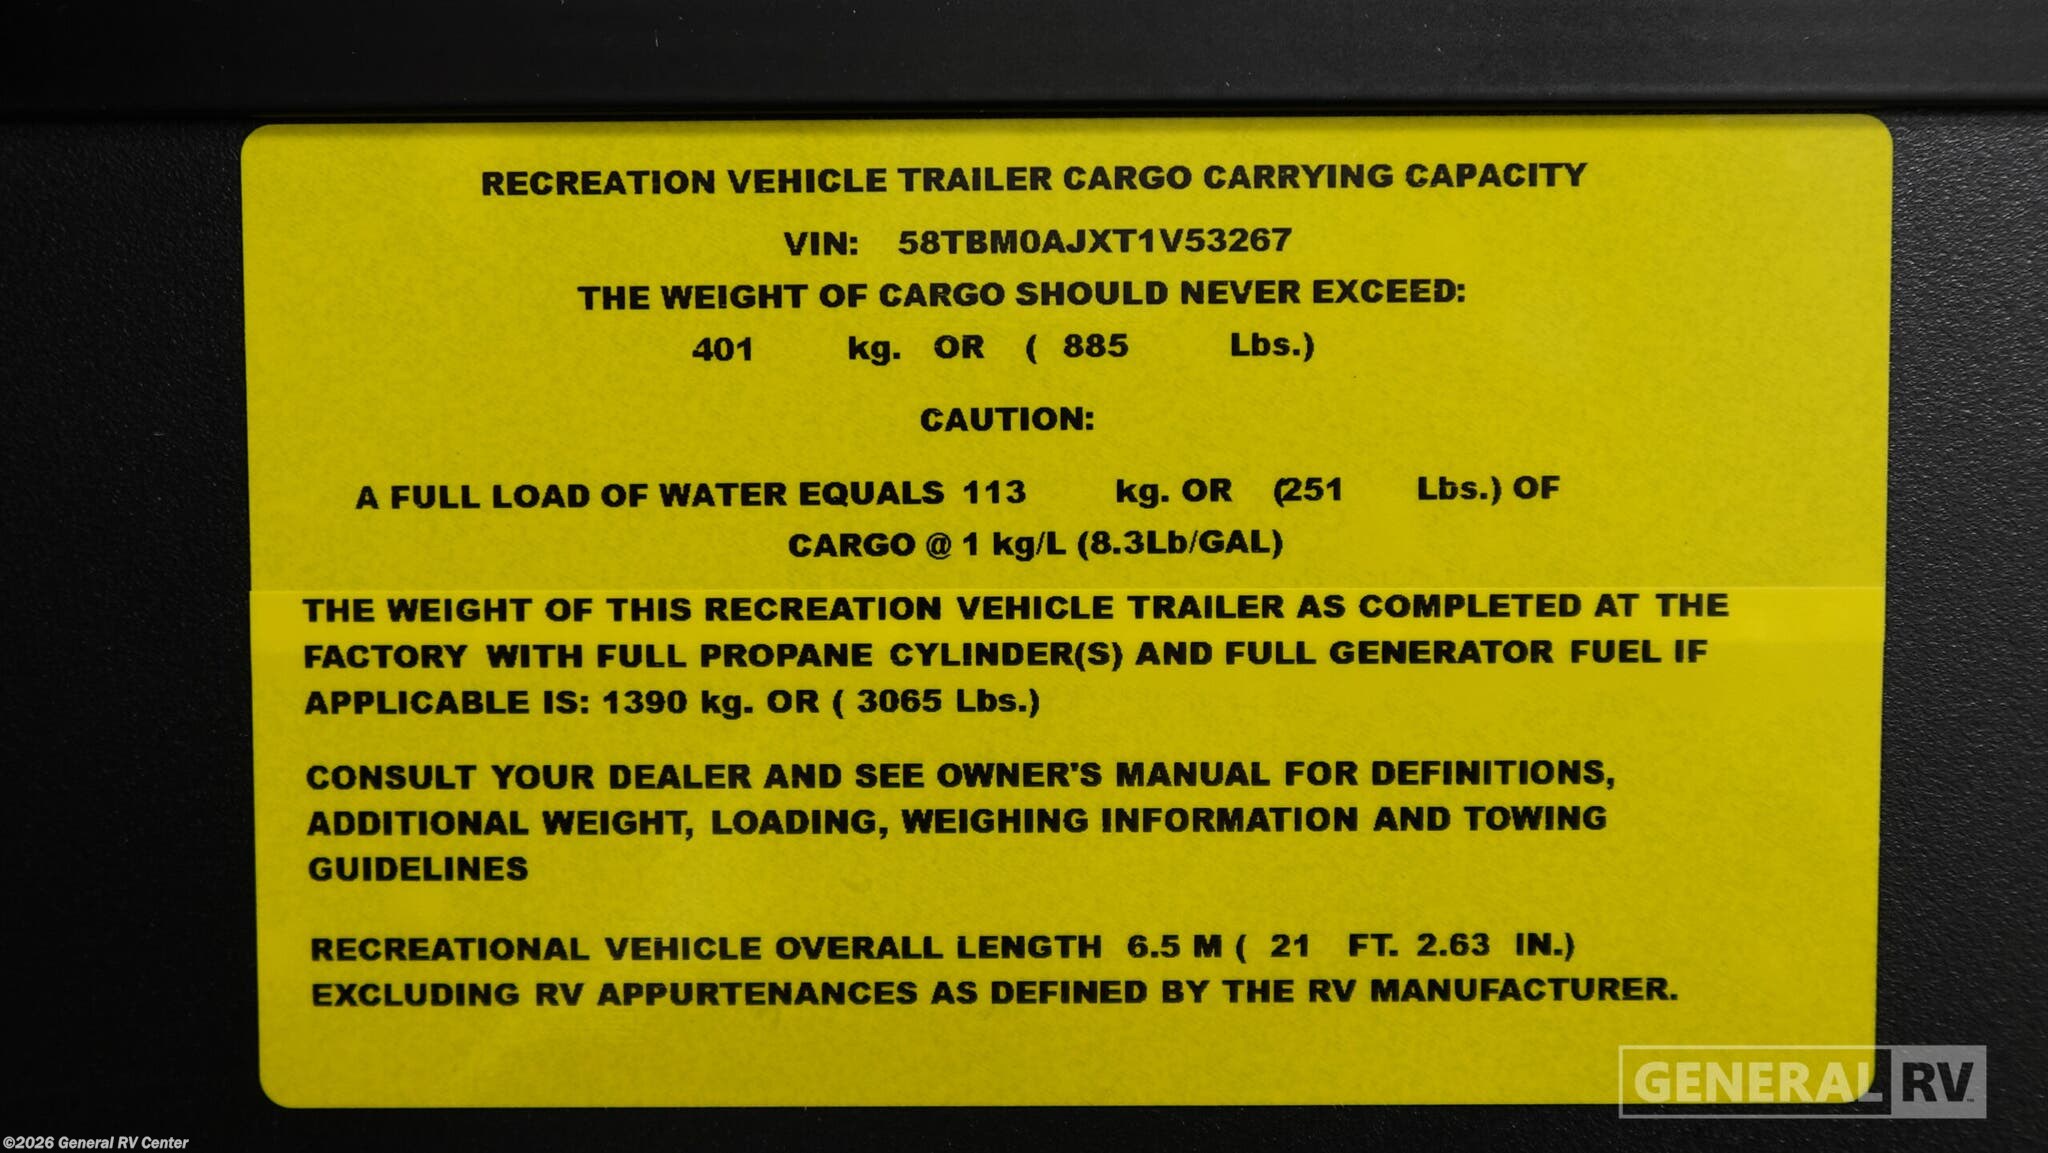 RECREATION VEHICLE TRAILER CARGO CARRYING CAPACITY
VIN: 58TBM0AJXT1V53267
THE WEIGHT OF CARGO SHOULD NEVER EXCEED:
401 kg. OR ( 885 Lbs.)
CAUTION:
A FULL LOAD OF WATER EQUALS 113 kg. OR (251 Lbs.) OF
CARGO @ 1 kg/L (8.3Lb/GAL)
THE WEIGHT OF THIS RECREATION VEHICLE TRAILER AS COMPLETED AT THE
FACTORY WITH FULL PROPANE CYLINDER(S) AND FULL GENERATOR FUEL IF
APPLICABLE IS: 1390 kg. OR ( 3065 Lbs.)
CONSULT YOUR DEALER AND SEE OWNER'S MANUAL FOR DEFINITIONS,
ADDITIONAL WEIGHT, LOADING, WEIGHING INFORMATION AND TOWING
GUIDELINES
RECREATIONAL VEHICLE OVERALL LENGTH 6.5 M ( 21 FT. 2.63 IN.)
EXCLUDING RV APPURTENANCES AS DEFINED BY THE RV MANUFACTURER.
GENERAL RV
©2026 General RV Center